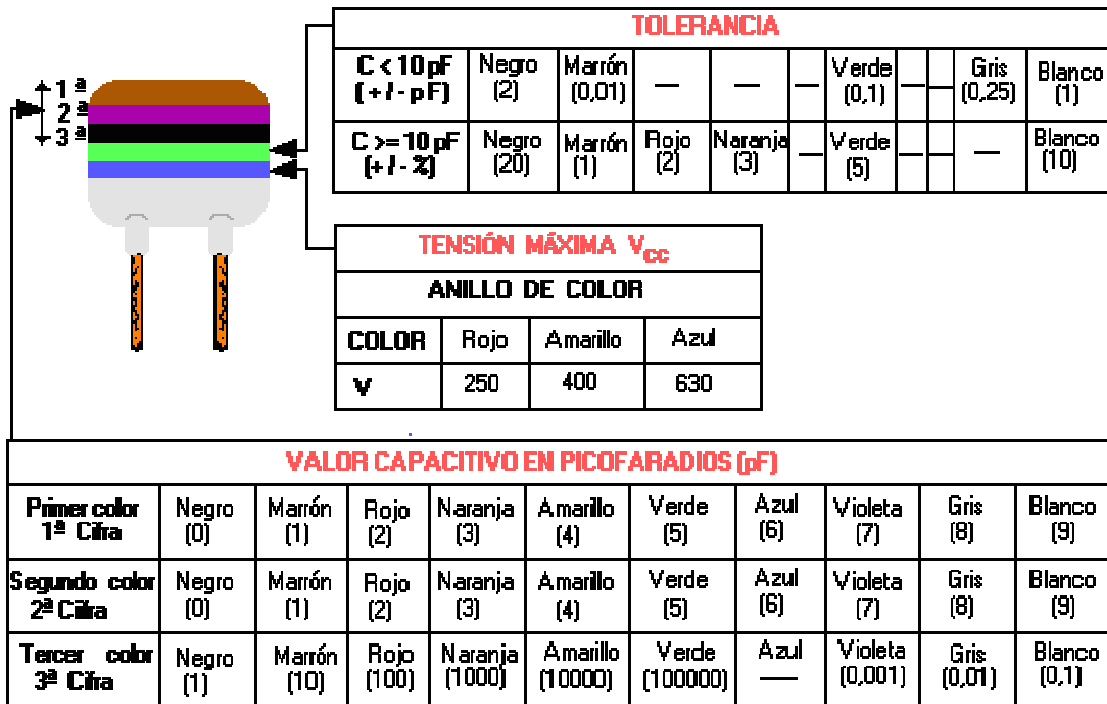 TOLERANCIA
C < 10 pF Negro Marrón — — — Verde — — Gris Blanco
(+/- pF) (2) (0,01) (0,1) (0,25) (1)
C >= 10 pF Negro Marrón Rojo Naranja — Verde — — — Blanco
(+/- %) (20) (1) (2) (3) (5) (10)
1ª
2ª
3ª
TENSIÓN MÁXIMA VCC
ANILLO DE COLOR
COLOR Rojo Amarillo Azul
V 250 400 630
VALOR CAPACITIVO EN PICOFARADIOS (pF)
Primer color Negro Marrón Rojo Naranja Amarillo Verde Azul Violeta Gris Blanco
1ª Cifra (0) (1) (2) (3) (4) (5) (6) (7) (8) (9)
Segundo color Negro Marrón Rojo Naranja Amarillo Verde Azul Violeta Gris Blanco
2ª Cifra (0) (1) (2) (3) (4) (5) (6) (7) (8) (9)
Tercer color Negro Marrón Rojo Naranja Amarillo Verde Azul Violeta Gris Blanco
3ª Cifra (1) (10) (100) (1000) (10000) (100000) — (0,001) (0,01) (0,1)